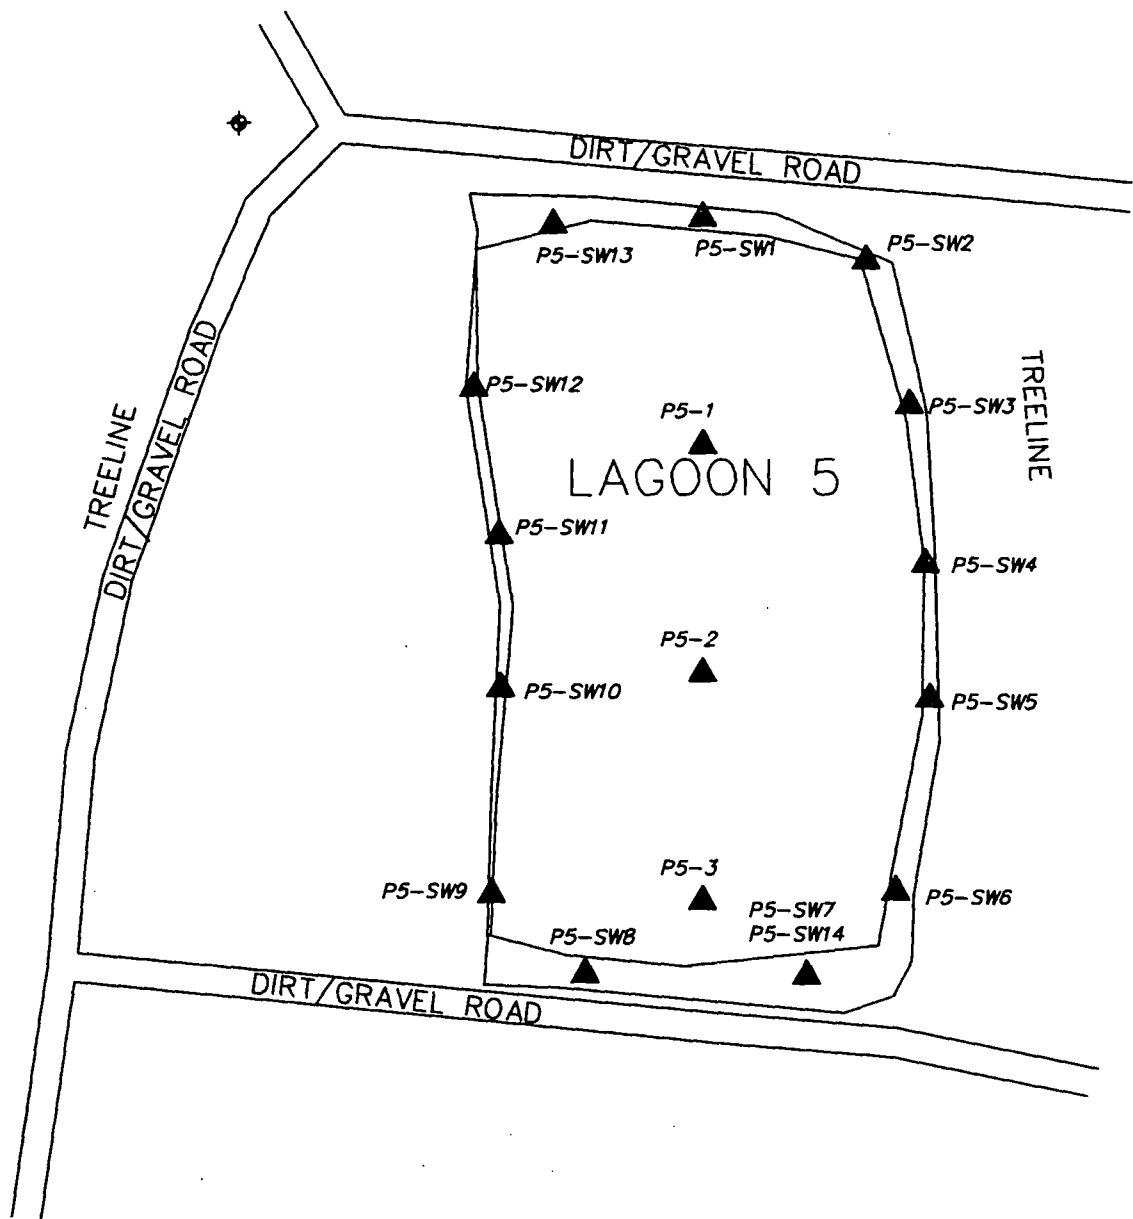 DIRT/GRAVEL ROAD
P5-SW13
P5-SW1
P5-SW2
DIRT/GRAVEL ROAD
TREELINE
P5-SW12
P5-1
P5-SW3
TREELINE
LAGOON 5
P5-SW11
P5-SW4
P5-2
P5-SW10
P5-SW5
P5-3
P5-SW9
P5-SW7
P5-SW6
P5-SW8
P5-SW14
DIRT/GRAVEL ROAD